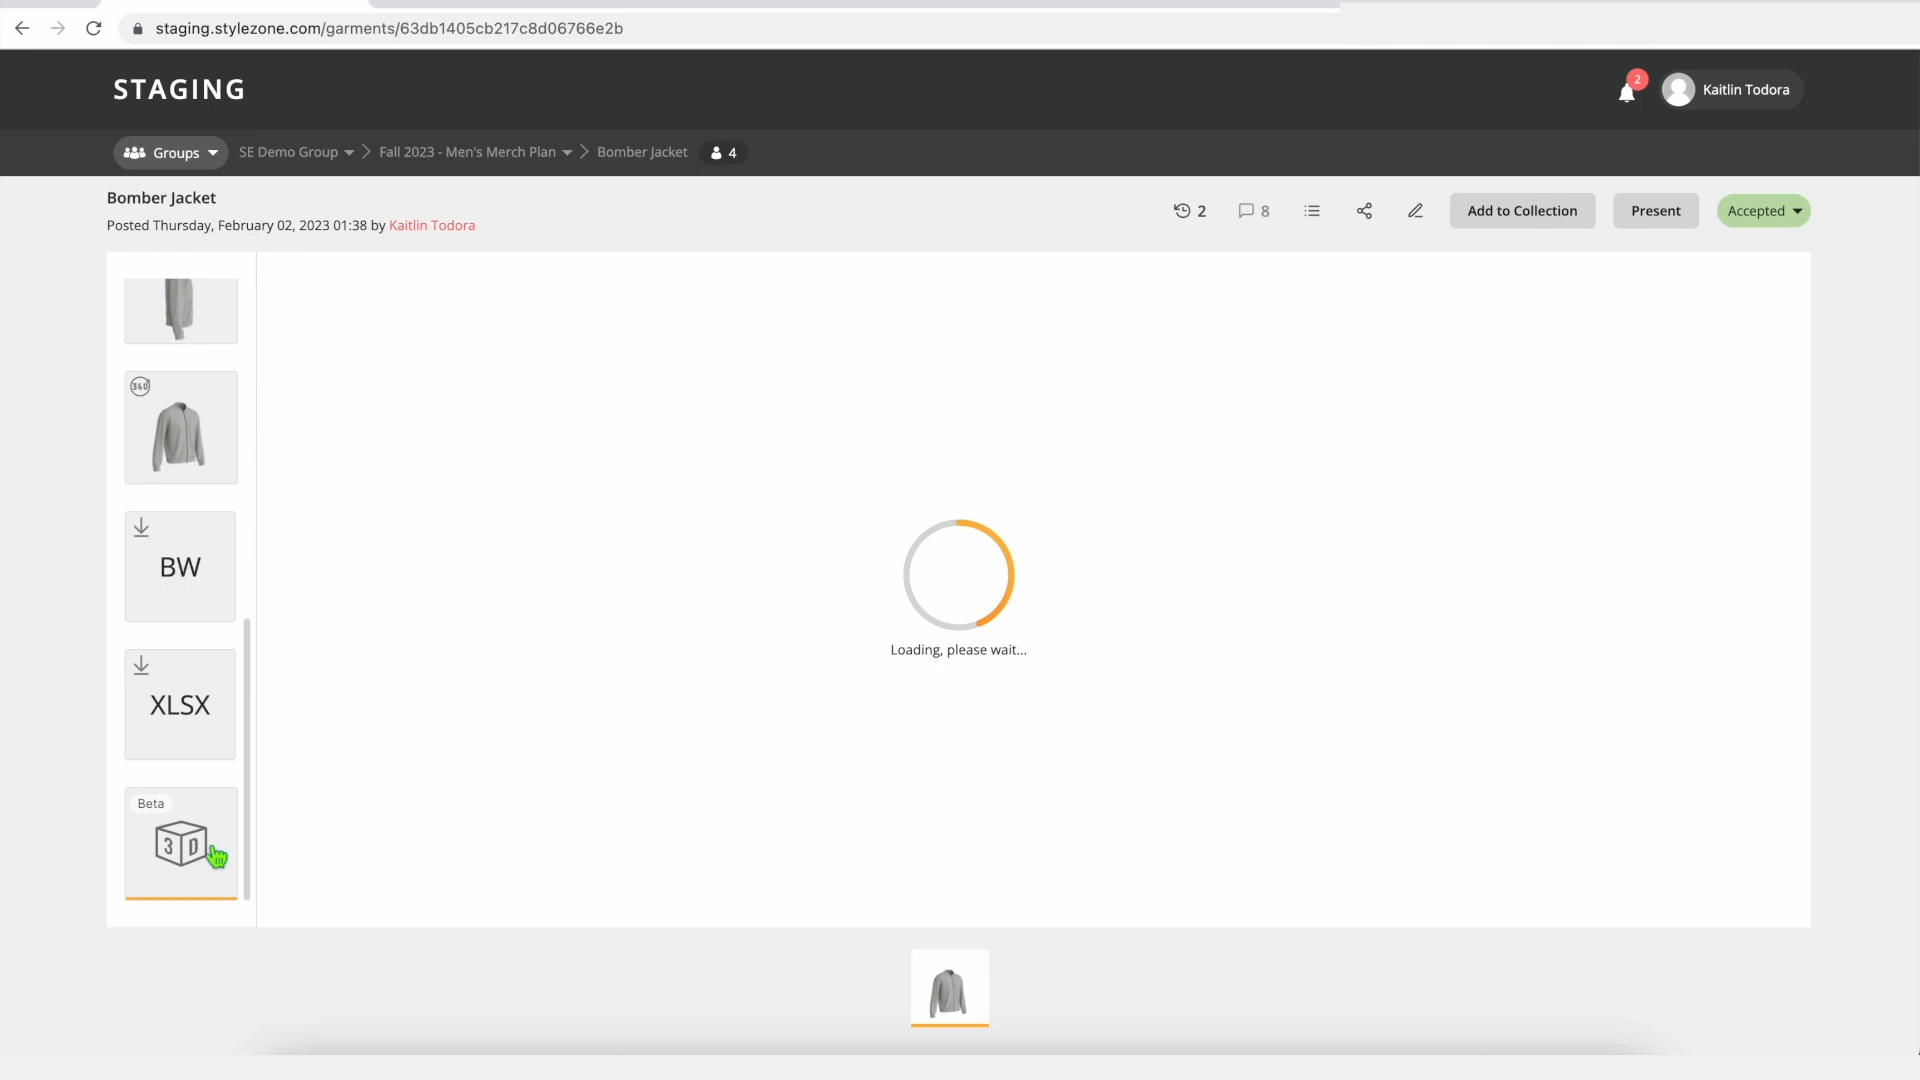 staging.stylezone.com/garments/63db1405cb217c8d06766e2b
STAGING
2
Kaitlin Todora
Groups
SE Demo Group
Fall 2023 - Men's Merch Plan
Bomber Jacket
4
Bomber Jacket
Posted Thursday, February 02, 2023 01:38 by Kaitlin Todora
2
8
Add to Collection
Present
Accepted
360
BW
XLSX
Beta
3D
Loading, please wait...